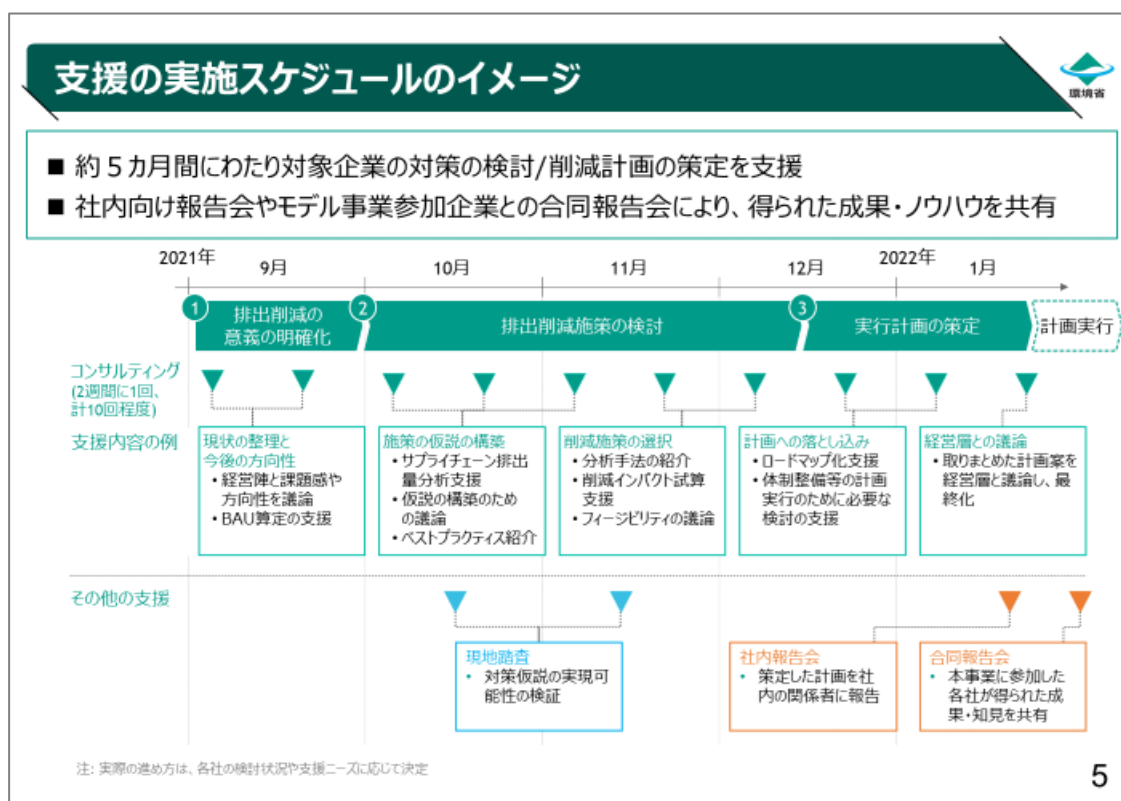 支援の実施スケジュールのイメージ
環境省
■ 約５カ月間にわたり対象企業の対策の検討/削減計画の策定を支援
■ 社内向け報告会やモデル事業参加企業との合同報告会により、得られた成果・ノウハウを共有
2021年
9月
10月
11月
12月
2022年
1月
1
排出削減の
意義の明確化
2
排出削減施策の検討
3
実行計画の策定
計画実行
コンサルティング
(2週間に1回、
計10回程度)
支援内容の例
現状の整理と
今後の方向性
• 経営陣と課題感や
方向性を議論
• BAU算定の支援
施策の仮説の構築
• サプライチェーン排出
量分析支援
• 仮説の構築のため
の議論
• ベストプラクティス紹介
削減施策の選択
• 分析手法の紹介
• 削減インパクト試算
支援
• フィージビリティの議論
計画への落とし込み
• ロードマップ化支援
• 体制整備等の計画
実行のために必要な
検討の支援
経営層との議論
• 取りまとめた計画案を
経営層と議論し、最
終化
その他の支援
現地踏査
• 対策仮説の実現可
能性の検証
社内報告会
• 策定した計画を社
内の関係者に報告
合同報告会
• 本事業に参加した
各社が得られた成
果・知見を共有
注: 実際の進め方は、各社の検討状況や支援ニーズに応じて決定
5